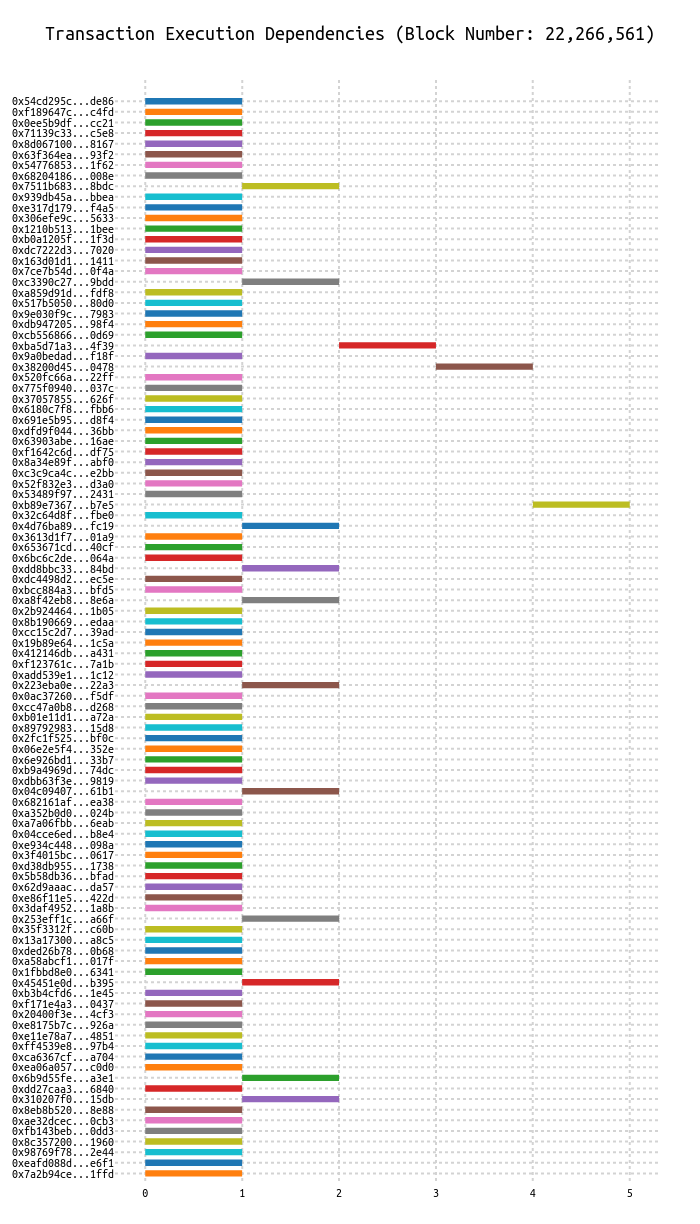 Transaction Execution Dependencies (Block Number: 22,266,561)
0x54cd295c...de86
0xf189647c...c4fd
0x0ee5b9df...cc21
0x71139c33...c5e8
0x8d067100...8167
0x63f364ea...93f2
0x54776853...1f62
0x68204186...008e
0x7511b683...8bdc
0x939db45a...bbea
0xe317d179...f4a5
0x306efe9c...5633
0x1210b513...1bee
0xb0a1205f...1f3d
0xdc7222d3...7020
0x163d01d1...1411
0x7ce7b54d...0f4a
0xc3390c27...9bdd
0xa859d91d...fdf8
0x517b5050...80d0
0x9e030f9c...7983
0xdb947205...98f4
0xcb556866...0d69
0xba5d71a3...4f39
0x9a0bedad...f18f
0x38200d45...0478
0x520fc66a...22ff
0x775f0940...037c
0x37057855...626f
0x6180c7f8...fbb6
0x691e5b95...d8f4
0xdfd9f044...36bb
0x63903abe...16ae
0xf1642c6d...df75
0x8a34e89f...abf0
0xc3c9ca4c...e2bb
0x52f832e3...d3a0
0x53489f97...2431
0xb89e7367...b7e5
0x32c64d8f...fbe0
0x4d76ba89...fc19
0x3613d1f7...01a9
0x653671cd...40cf
0x6bc6c2de...064a
0xdd8bbc33...84bd
0xdc4498d2...ec5e
0xbcc884a3...bfd5
0xa8f42eb8...8e6a
0x2b924464...1b05
0x8b190669...edaa
0xcc15c2d7...39ad
0x19b89e64...1c5a
0x412146db...a431
0xf123761c...7a1b
0xadd539e1...1c12
0x223eba0e...22a3
0x0ac37260...f5df
0xcc47a0b8...d268
0xb01e11d1...a72a
0x89792983...15d8
0x2fc1f525...bf0c
0x06e2e5f4...352e
0x6e926bd1...33b7
0xb9a4969d...74dc
0xdbb63f3e...9819
0x04c09407...61b1
0x682161af...ea38
0xa352b0d0...024b
0xa7a06fbb...6eab
0x04cce6ed...b8e4
0xe934c448...098a
0x3f4015bc...0617
0xd38db955...1738
0x5b58db36...bfad
0x62d9aaac...da57
0xe86f11e5...422d
0x3daf4952...1a8b
0x253eff1c...a66f
0x35f3312f...c60b
0x13a17300...a8c5
0xded26b78...0b68
0xa58abcf1...017f
0x1fbbd8e0...6341
0x45451e0d...b395
0xb3b4cfd6...1e45
0xf171e4a3...0437
0x20400f3e...4cf3
0xe8175b7c...926a
0xe11e78a7...4851
0xff4539e8...97b4
0xca6367cf...a704
0xea06a057...c0d0
0x6b9d55fe...a3e1
0xdd27caa3...6840
0x310207f0...15db
0x8eb8b520...8e88
0xae32dcec...0cb3
0xfb143beb...0dd3
0x8c357200...1960
0x98769f78...2e44
0xeafd088d...e6f1
0x7a2b94ce...1ffd
0 1 2 3 4 5